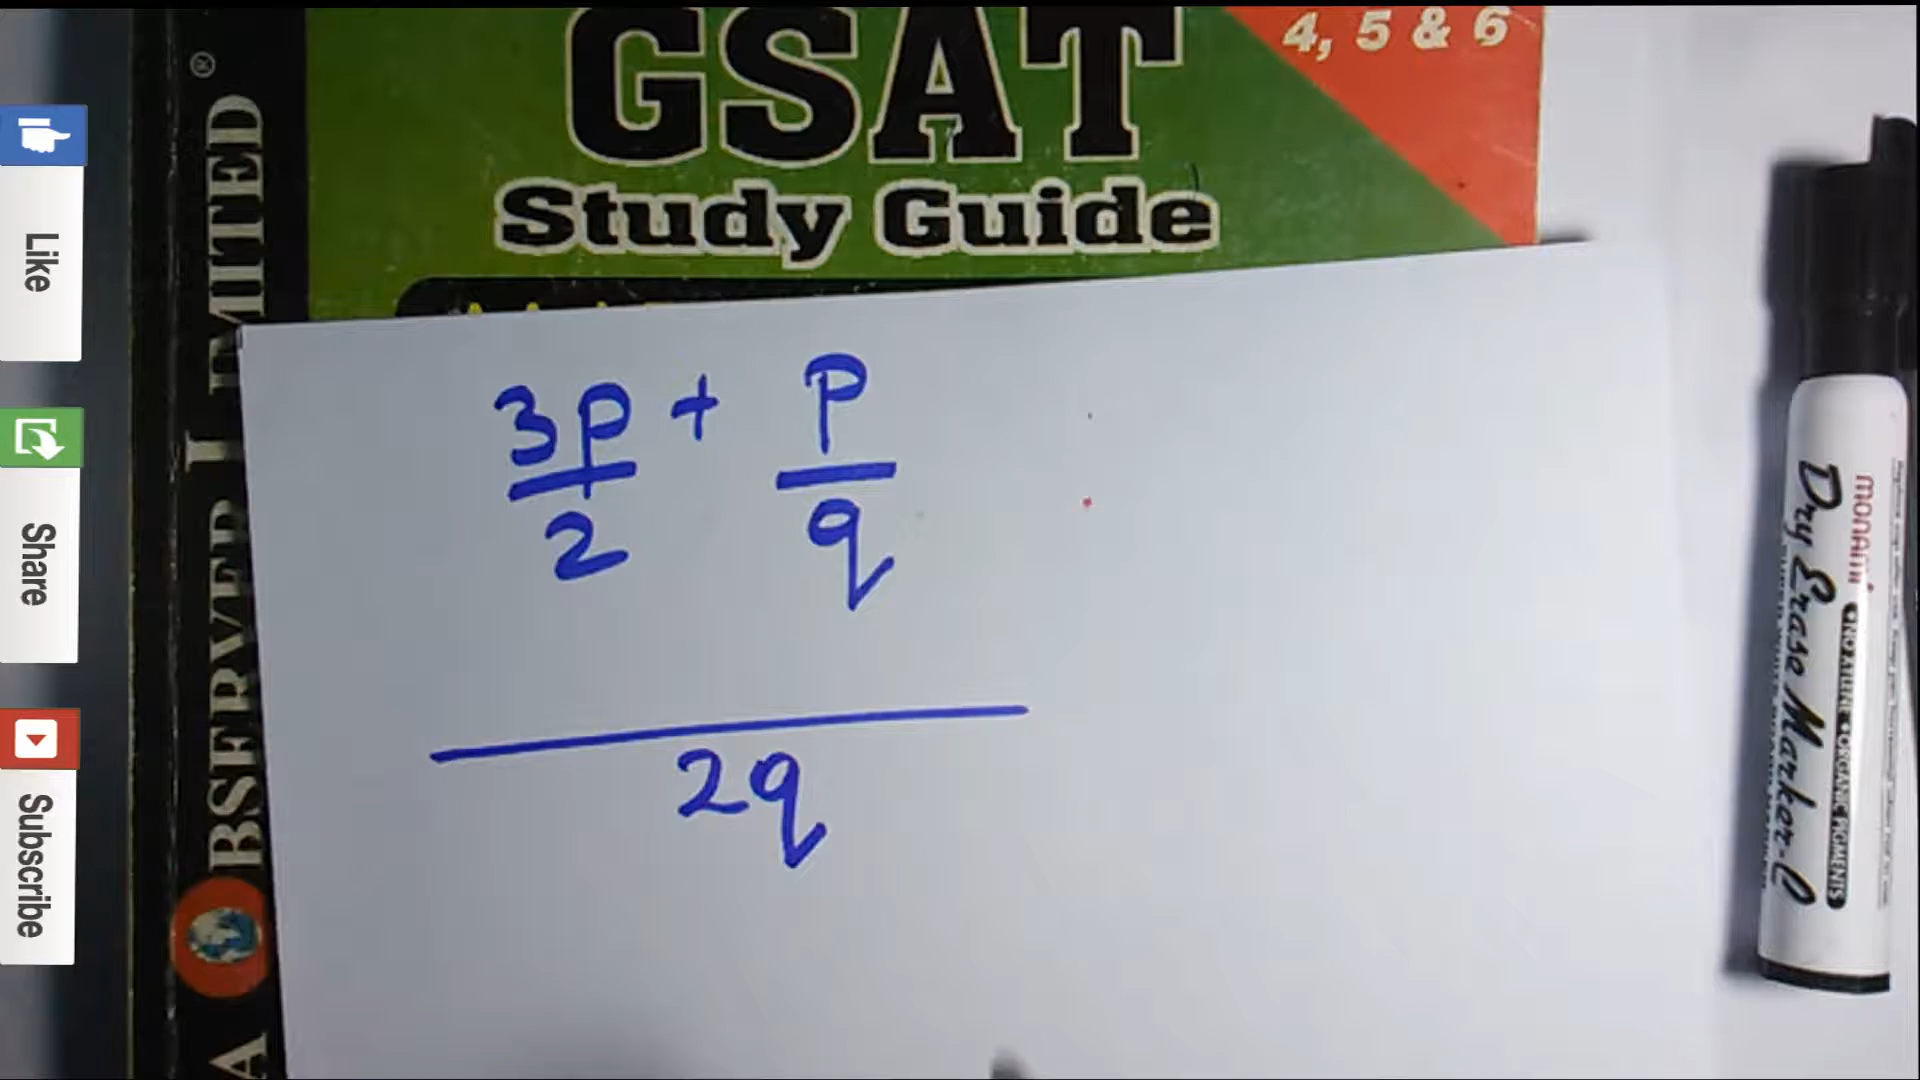 GSAT
4, 5 & 6
Study Guide
BSERVER LIMITED
®
A
Like
Share
Subscribe
3p + p
2 q
2q
monami
Dry Erase Marker-